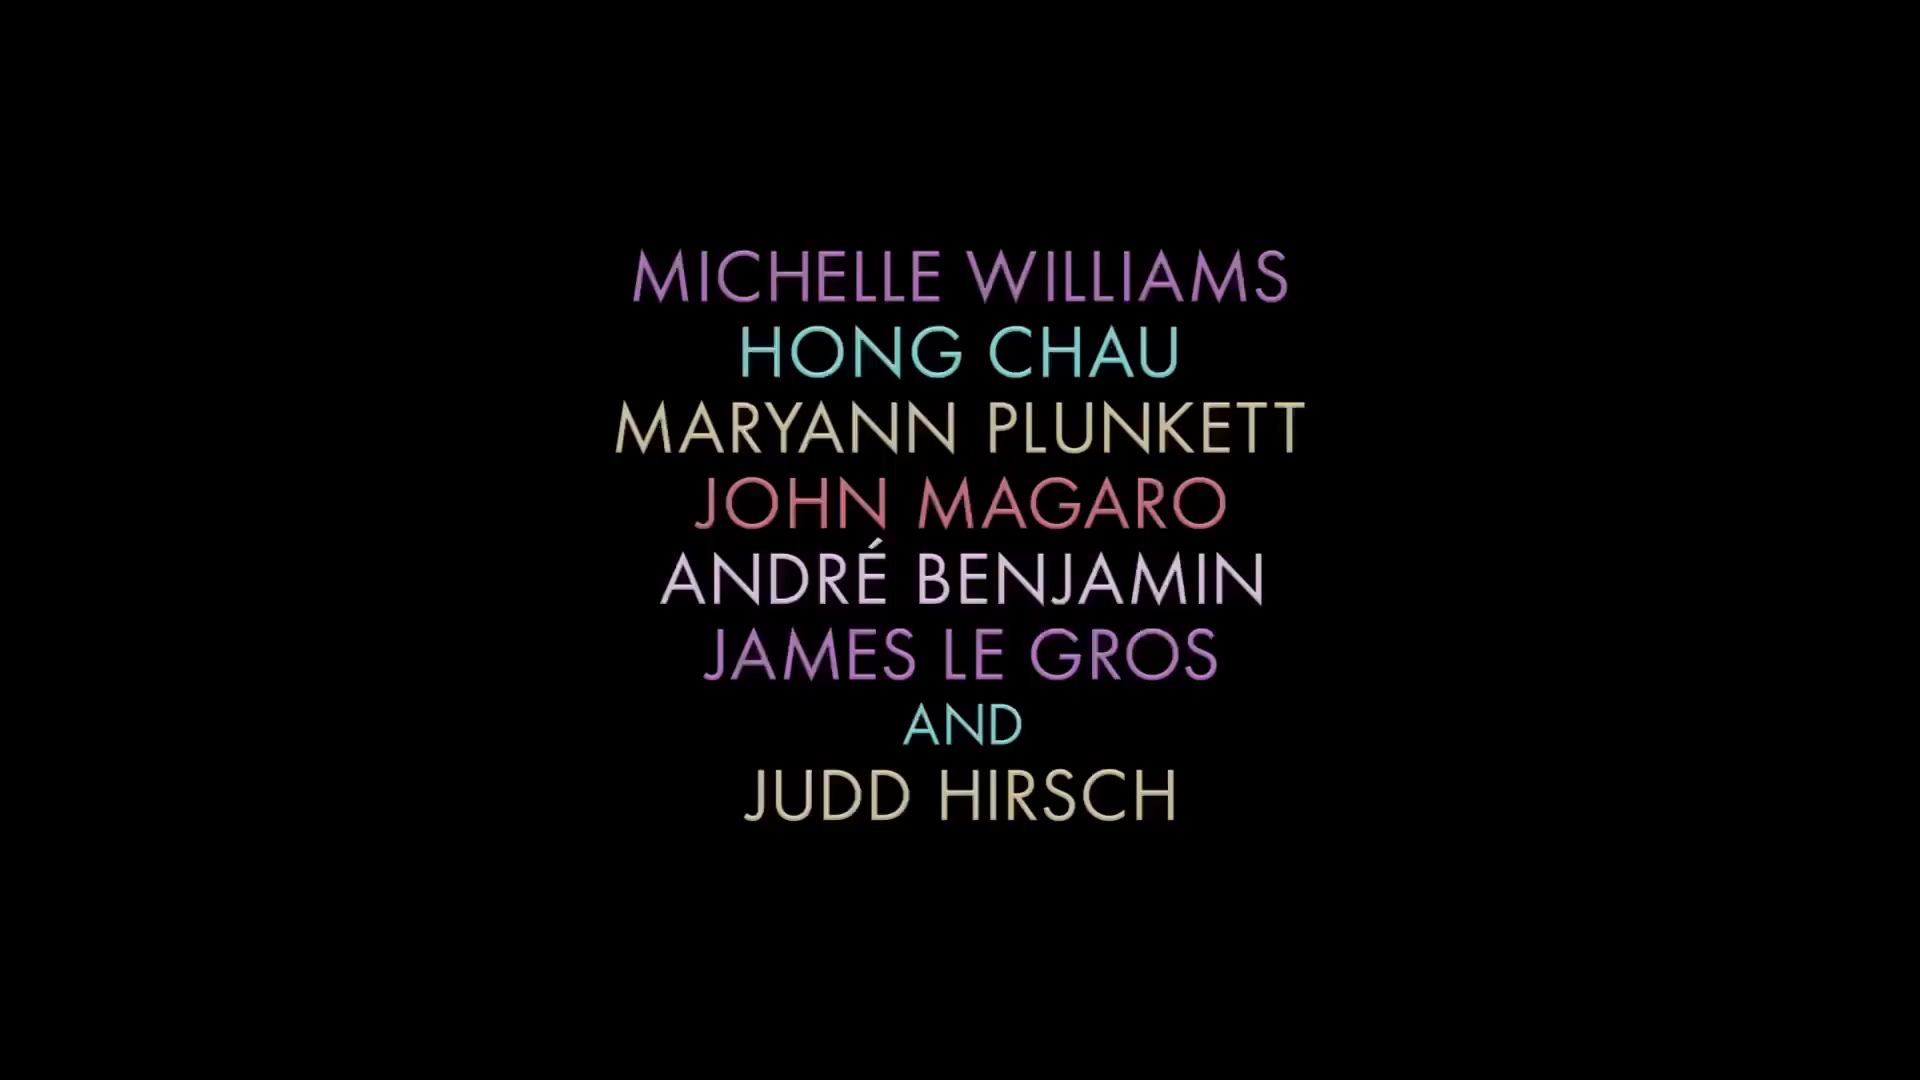 MICHELLE WILLIAMS
HONG CHAU
MARYANN PLUNKETT
JOHN MAGARO
ANDRÉ BENJAMIN
JAMES LE GROS
AND
JUDD HIRSCH